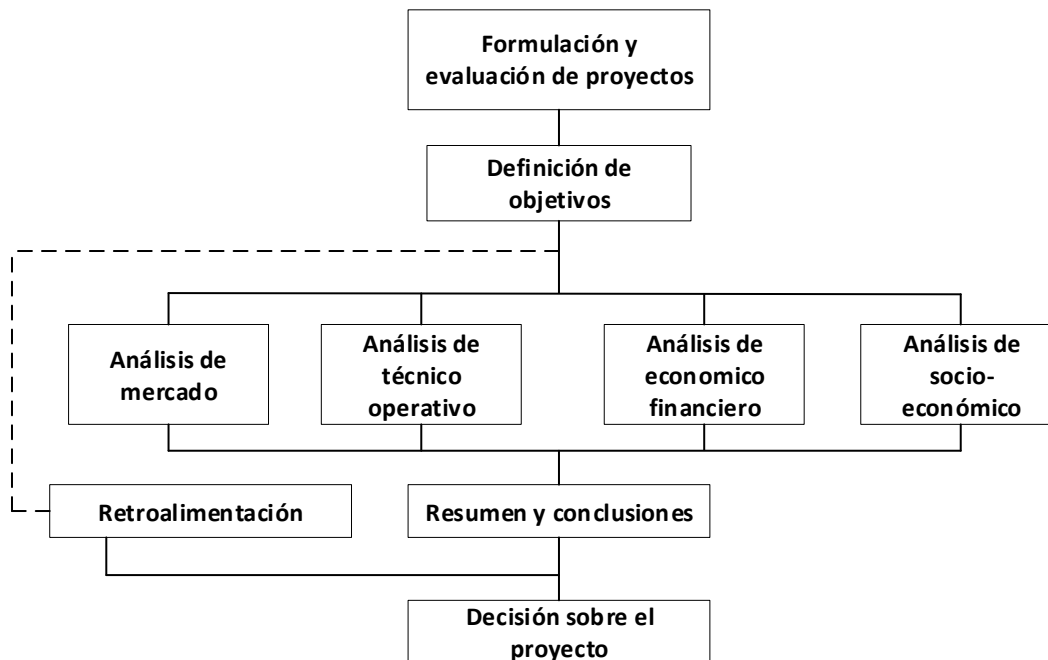 Formulación y
evaluación de proyectos
Definición de
objetivos
Análisis de
mercado
Análisis de
técnico
operativo
Análisis de
economico
financiero
Análisis de
socio-
económico
Retroalimentación
Resumen y conclusiones
Decisión sobre el
proyecto